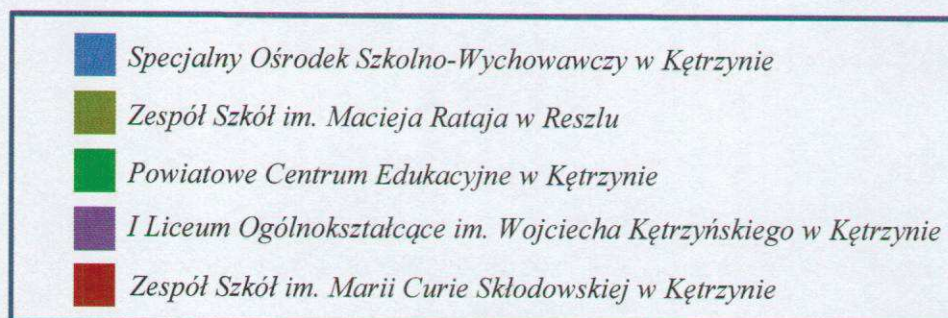 Specjalny Ośrodek Szkolno-Wychowawczy w Kętrzynie
Zespół Szkół im. Macieja Rataja w Reszlu
Powiatowe Centrum Edukacyjne w Kętrzynie
I Liceum Ogólnokształcące im. Wojciecha Kętrzyńskiego w Kętrzynie
Zespół Szkół im. Marii Curie Skłodowskiej w Kętrzynie